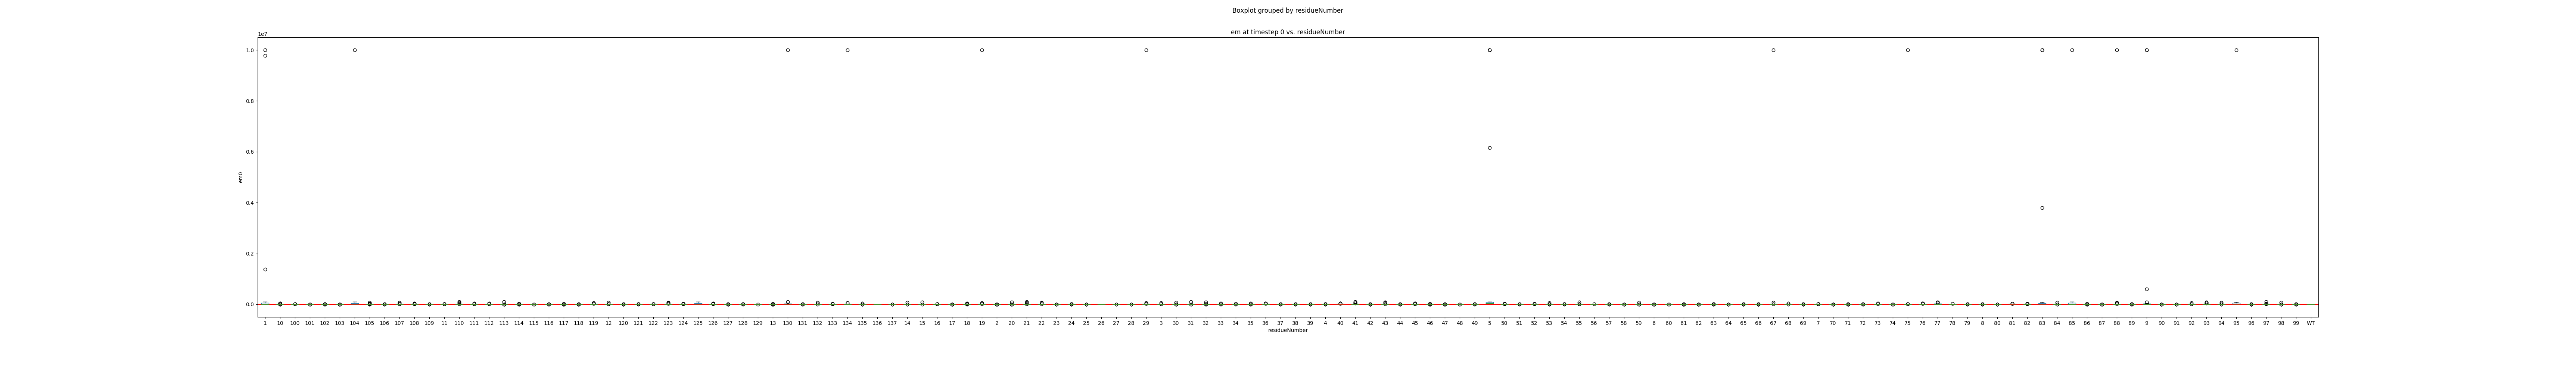 Boxplot grouped by residueNumber
em at timestep 0 vs. residueNumber
1e7
1.0
0.8
0.6
0.4
0.2
0.0
em0
1 10 100 101 102 103 104 105 106 107 108 109 11 110 111 112 113 114 115 116 117 118 119 12 120 121 122 123 124 125 126 127 128 129 13 130 131 132 133 134 135 136 137 14 15 16 17 18 19 2 20 21 22 23 24 25 26 27 28 29 3 30 31 32 33 34 35 36 37 38 39 4 40 41 42 43 44 45 46 47 48 49 5 50 51 52 53 54 55 56 57 58 59 6 60 61 62 63 64 65 66 67 68 69 7 70 71 72 73 74 75 76 77 78 79 8 80 81 82 83 84 85 86 87 88 89 9 90 91 92 93 94 95 96 97 98 99 WT
residueNumber